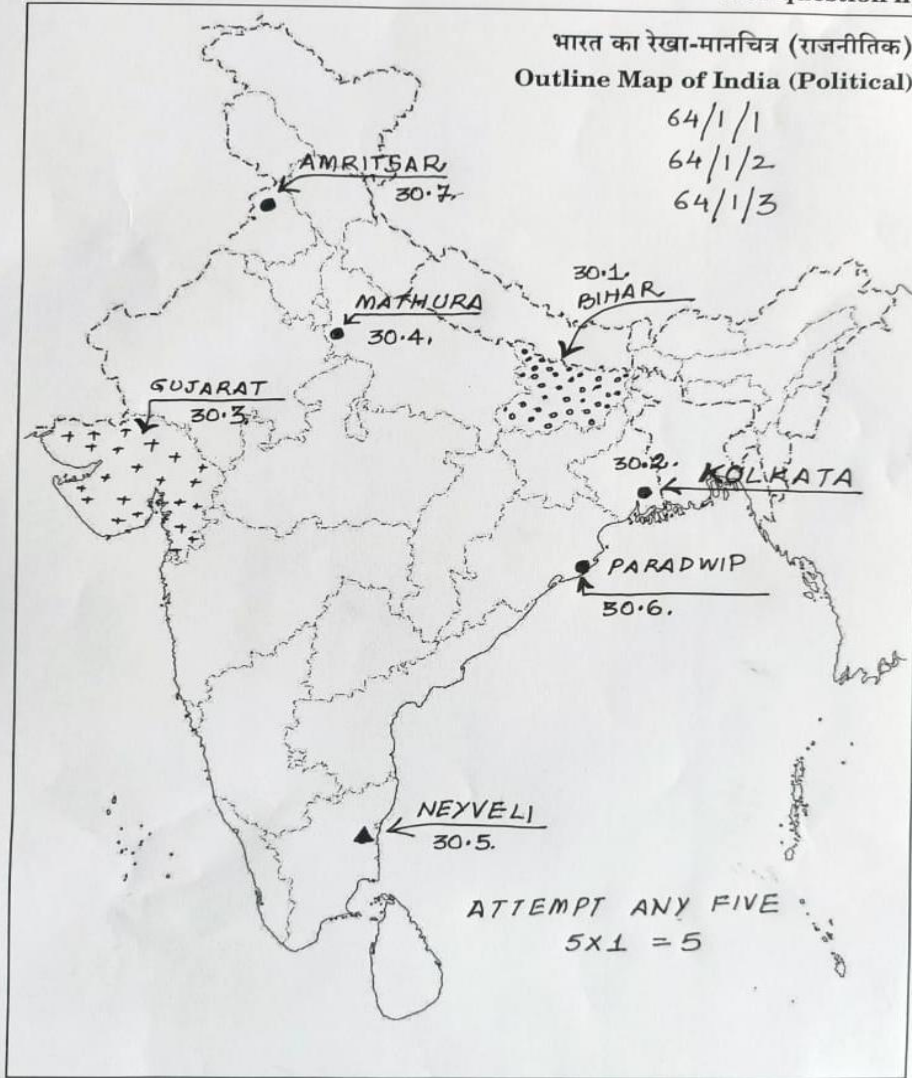 भारत का रेखा-मानचित्र (राजनीतिक)
Outline Map of India (Political)
64/1/1
64/1/2
64/1/3
AMRITSAR
30.7.
30.1.
BIHAR
MATHURA
30.4.
GUJARAT
30.3.
30.2.
KOLKATA
PARADWIP
30.6.
NEYVELI
30.5.
ATTEMPT ANY FIVE
5x1 = 5